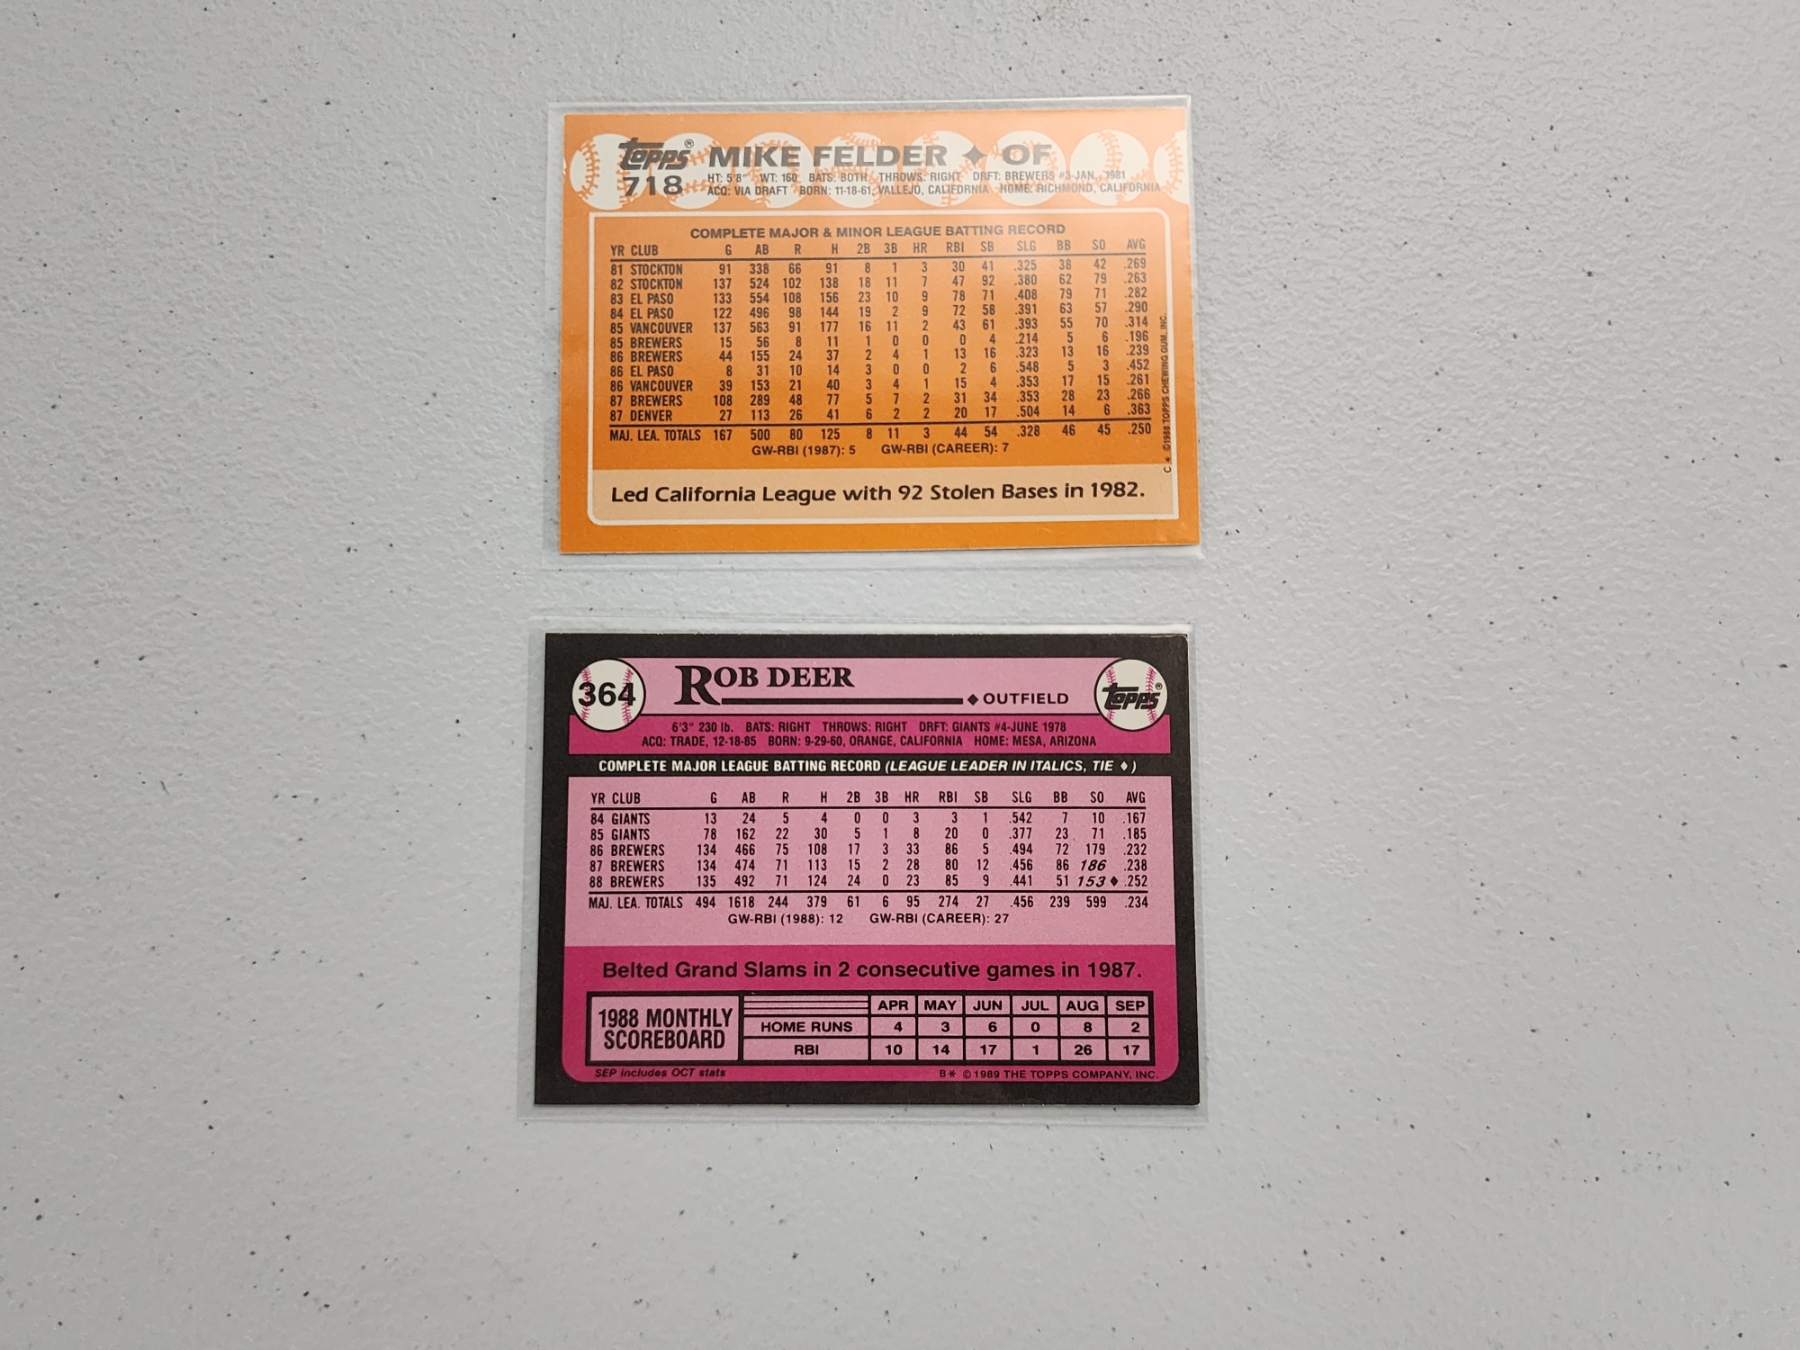 topps® MIKE FELDER ✦ OF
718 HT: 5'8" WT: 160 BATS: BOTH THROWS: RIGHT DRFT: BREWERS #3-JAN. 1981
ACQ: VIA DRAFT BORN: 11-18-61, VALLEJO, CALIFORNIA HOME: RICHMOND, CALIFORNIA
COMPLETE MAJOR & MINOR LEAGUE BATTING RECORD
YR CLUB G AB R H 2B 3B HR RBI SB SLG BB SO AVG
81 STOCKTON 91 338 66 91 8 1 3 30 41 .325 38 42 .269
82 STOCKTON 137 524 102 138 18 11 7 47 92 .380 62 79 .263
83 EL PASO 133 554 108 156 23 10 9 78 71 .408 79 71 .282
84 EL PASO 122 496 98 144 19 2 9 72 58 .391 63 57 .290
85 VANCOUVER 137 563 91 177 16 11 2 43 61 .393 55 70 .314
85 BREWERS 15 56 8 11 1 0 0 0 4 .214 5 6 .196
86 BREWERS 44 155 24 37 2 4 1 13 16 .323 13 16 .239
86 EL PASO 8 31 10 14 3 0 0 2 6 .548 5 3 .452
86 VANCOUVER 39 153 21 40 3 4 1 15 4 .353 17 15 .261
87 BREWERS 108 289 48 77 5 7 2 31 34 .353 28 23 .266
87 DENVER 27 113 26 41 6 2 2 20 17 .504 14 6 .363
MAJ. LEA. TOTALS 167 500 80 125 8 11 3 44 54 .328 46 45 .250
GW-RBI (1987): 5 GW-RBI (CAREER): 7
Led California League with 92 Stolen Bases in 1982.
C * ©1988 TOPPS CHEWING GUM, INC.
364 ROB DEER
♦ OUTFIELD topps®
6'3" 230 lb. BATS: RIGHT THROWS: RIGHT DRFT: GIANTS #4-JUNE 1978
ACQ: TRADE, 12-18-85 BORN: 9-29-60, ORANGE, CALIFORNIA HOME: MESA, ARIZONA
COMPLETE MAJOR LEAGUE BATTING RECORD (LEAGUE LEADER IN ITALICS, TIE ♦)
YR CLUB G AB R H 2B 3B HR RBI SB SLG BB SO AVG
84 GIANTS 13 24 5 4 0 0 3 3 1 .542 7 10 .167
85 GIANTS 78 162 22 30 5 1 8 20 0 .377 23 71 .185
86 BREWERS 134 466 75 108 17 3 33 86 5 .494 72 179 .232
87 BREWERS 134 474 71 113 15 2 28 80 12 .456 86 186 .238
88 BREWERS 135 492 71 124 24 0 23 85 9 .441 51 153 ♦ .252
MAJ. LEA. TOTALS 494 1618 244 379 61 6 95 274 27 .456 239 599 .234
GW-RBI (1988): 12 GW-RBI (CAREER): 27
Belted Grand Slams in 2 consecutive games in 1987.
1988 MONTHLY SCOREBOARD
APR MAY JUN JUL AUG SEP
HOME RUNS 4 3 6 0 8 2
RBI 10 14 17 1 26 17
SEP includes OCT stats B* ©1989 THE TOPPS COMPANY, INC.